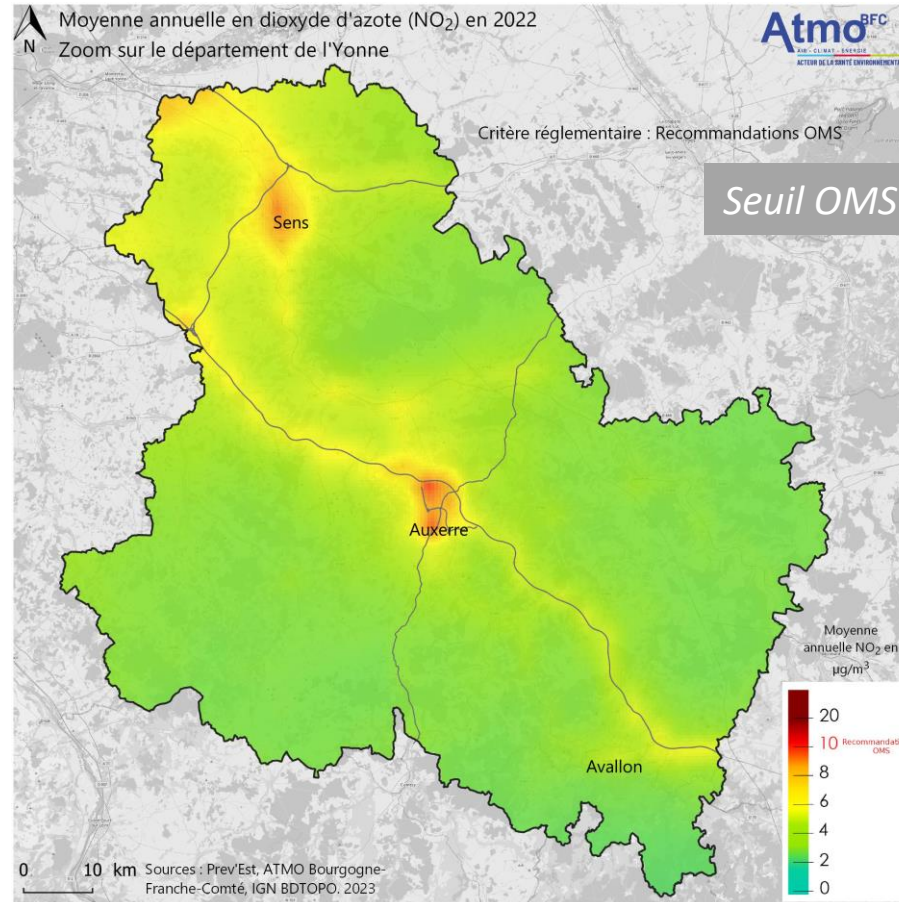 Moyenne annuelle en dioxyde d'azote (NO₂) en 2022
Zoom sur le département de l'Yonne
N
Atmo BFC
AIR - CLIMAT - ÉNERGIE
ACTEUR DE LA SANTÉ ENVIRONNEMENTALE
Critère réglementaire : Recommandations OMS
Seuil OMS
Sens
Auxerre
Avallon
Moyenne
annuelle NO₂ en
µg/m³
20
10 Recommandati
OMS
8
6
4
2
0
0 10 km
Sources : Prev'Est, ATMO Bourgogne-
Franche-Comté, IGN BDTOPO. 2023